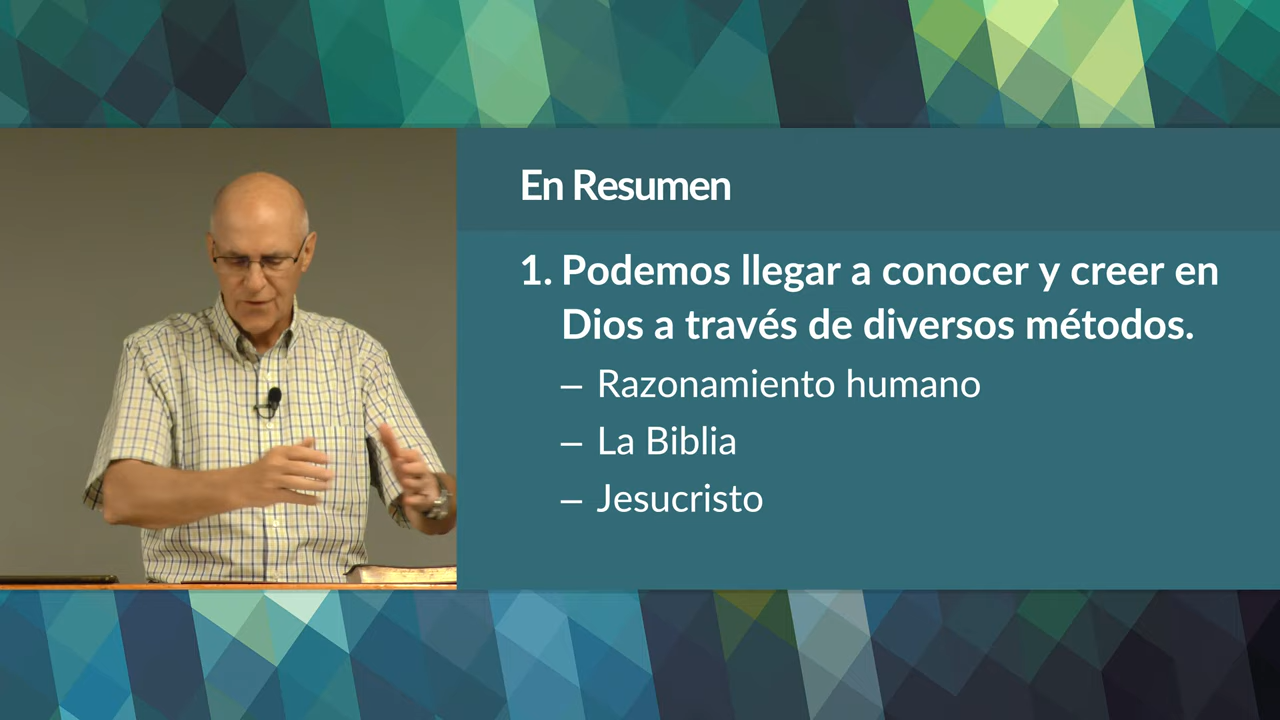 En Resumen
1. Podemos llegar a conocer y creer en
Dios a través de diversos métodos.
– Razonamiento humano
– La Biblia
– Jesucristo